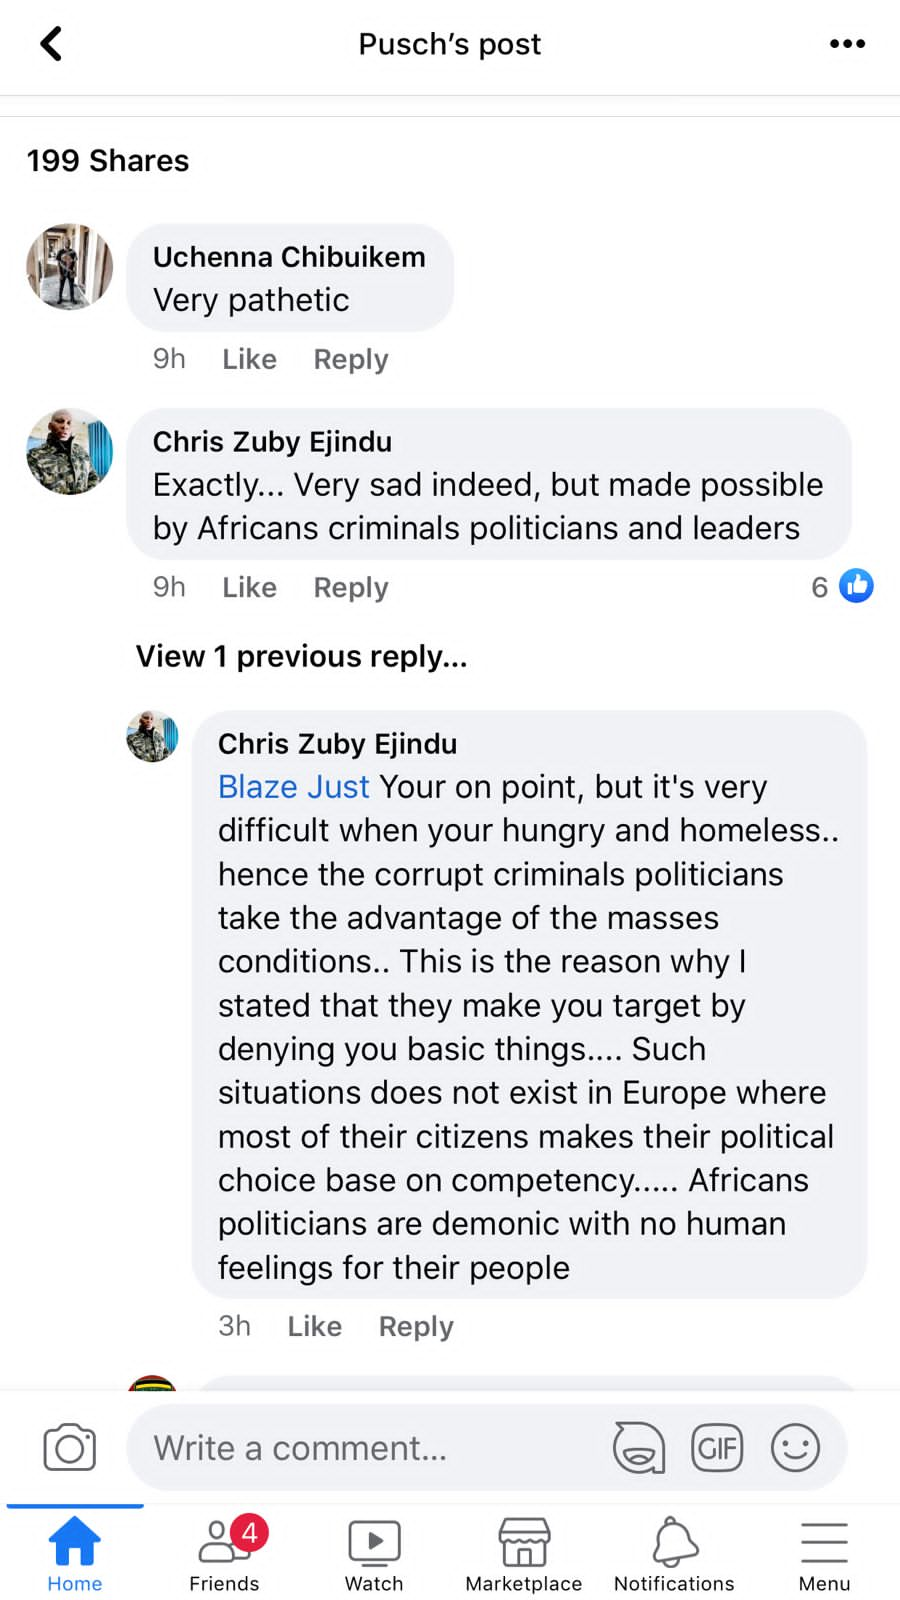 Pusch's post
199 Shares
Uchenna Chibuikem
Very pathetic
9h Like Reply
Chris Zuby Ejindu
Exactly... Very sad indeed, but made possible
by Africans criminals politicians and leaders
9h Like Reply 6
View 1 previous reply...
Chris Zuby Ejindu
Blaze Just Your on point, but it's very
difficult when your hungry and homeless..
hence the corrupt criminals politicians
take the advantage of the masses
conditions.. This is the reason why I
stated that they make you target by
denying you basic things.... Such
situations does not exist in Europe where
most of their citizens makes their political
choice base on competency..... Africans
politicians are demonic with no human
feelings for their people
3h Like Reply
Write a comment...
GIF
4
Home Friends Watch Marketplace Notifications Menu